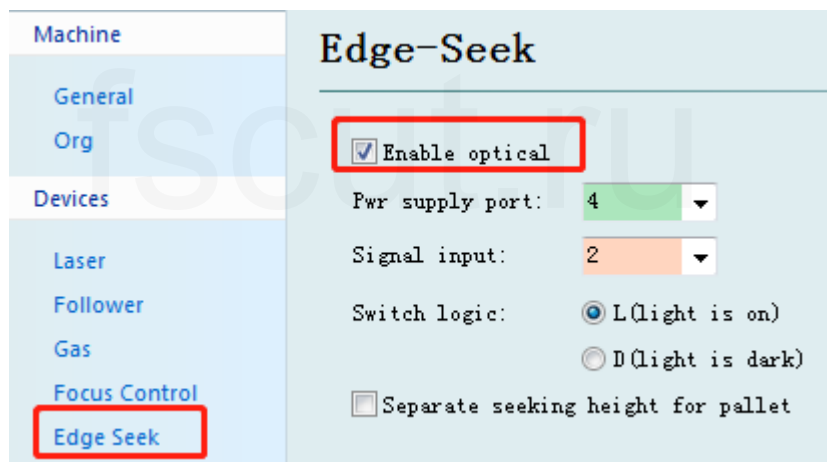 Machine
General
Org
Devices
Laser
Follower
Gas
Focus Control
Edge Seek
Edge-Seek
Enable optical
Pwr supply port: 4
Signal input: 2
Switch logic: L(light is on)
D(light is dark)
Separate seeking height for pallet
fscut.ru